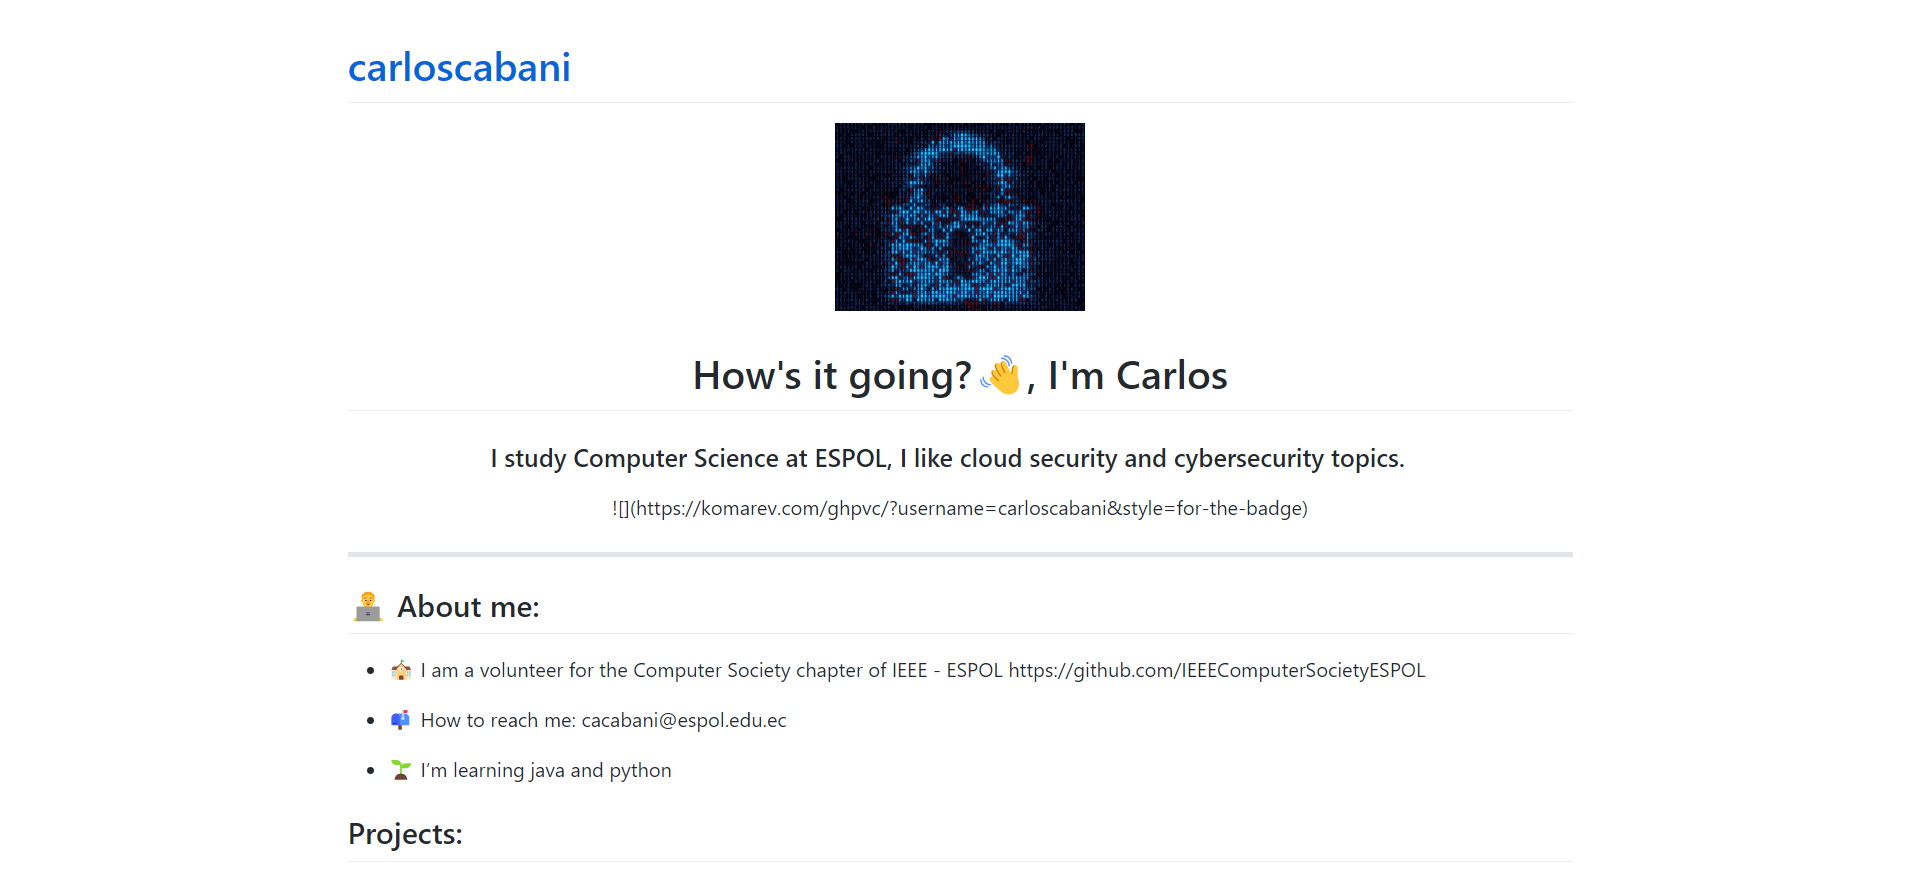 carloscabani
How's it going? 👋, I'm Carlos
I study Computer Science at ESPOL, I like cloud security and cybersecurity topics.
![](https://komarev.com/ghpvc/?username=carloscabani&style=for-the-badge)
About me:
I am a volunteer for the Computer Society chapter of IEEE - ESPOL https://github.com/IEEEComputerSocietyESPOL
How to reach me: cacabani@espol.edu.ec
I’m learning java and python
Projects: